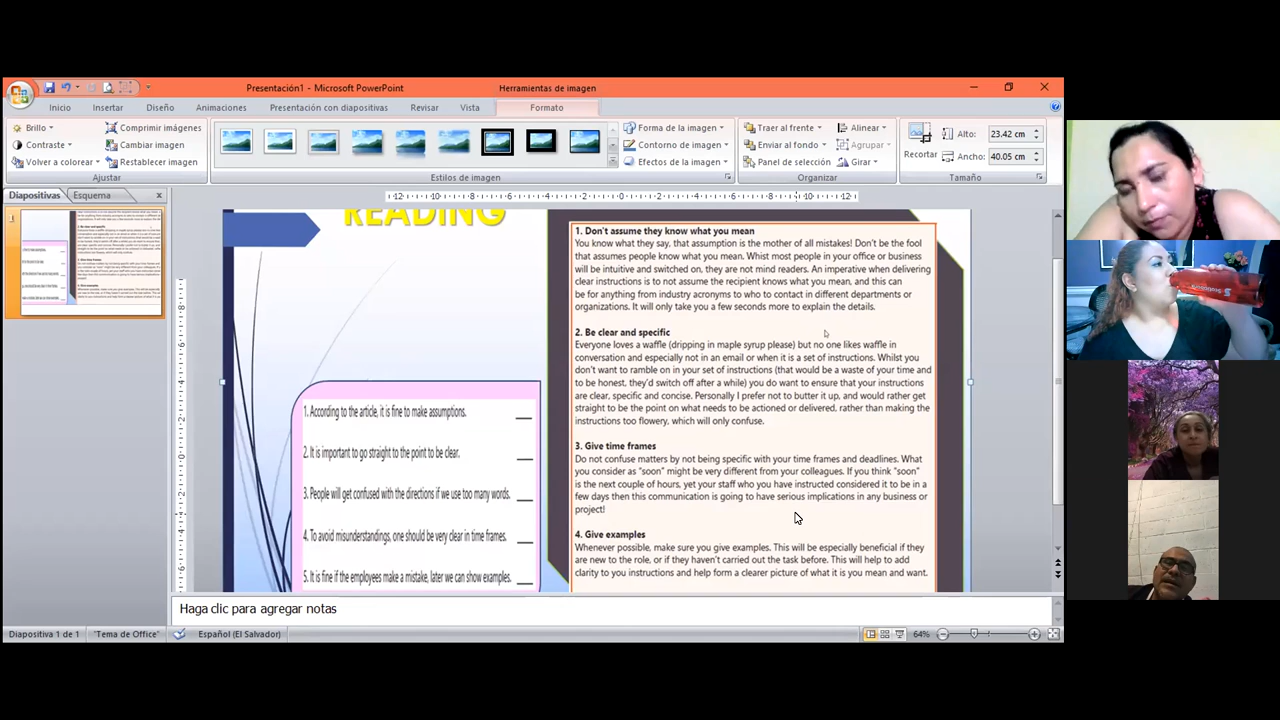 Presentación1 - Microsoft PowerPoint
Herramientas de imagen
Inicio
Insertar
Diseño
Animaciones
Presentación con diapositivas
Revisar
Vista
Formato
Brillo
Contraste
Volver a colorear
Comprimir imágenes
Cambiar imagen
Restablecer imagen
Ajustar
Estilos de imagen
Forma de la imagen
Contorno de imagen
Efectos de la imagen
Traer al frente
Enviar al fondo
Panel de selección
Alinear
Agrupar
Girar
Organizar
Recortar
Alto: 23.42 cm
Ancho: 40.05 cm
Tamaño
Diapositivas
Esquema
1
READING
1. According to the article, it is fine to make assumptions. ___
2. It is important to go straight to the point to be clear. ___
3. People will get confused with the directions if we use too many words. ___
4. To avoid misunderstandings, one should be very clear in time frames. ___
5. It is fine if the employees make a mistake, later we can show examples. ___
1. Don't assume they know what you mean
You know what they say, that assumption is the mother of all mistakes! Don't be the fool
that assumes people know what you mean. Whist most people in your office or business
will be intuitive and switched on, they are not mind readers. An imperative when delivering
clear instructions is to not assume the recipient knows what you mean, and this can
be for anything from industry acronyms to who to contact in different departments or
organizations. It will only take you a few seconds more to explain the details.
2. Be clear and specific
Everyone loves a waffle (dripping in maple syrup please) but no one likes waffle in
conversation and especially not in an email or when it is a set of instructions. Whilst you
don't want to ramble on in your set of instructions (that would be a waste of your time and
to be honest, they'd switch off after a while) you do want to ensure that your instructions
are clear, specific and concise. Personally I prefer not to butter it up, and would rather get
straight to be the point on what needs to be actioned or delivered, rather than making the
instructions too flowery, which will only confuse.
3. Give time frames
Do not confuse matters by not being specific with your time frames and deadlines. What
you consider as “soon” might be very different from your colleagues. If you think “soon”
is the next couple of hours, yet your staff who you have instructed considered it to be in a
few days then this communication is going to have serious implications in any business or
project!
4. Give examples
Whenever possible, make sure you give examples. This will be especially beneficial if they
are new to the role, or if they haven't carried out the task before. This will help to add
clarity to you instructions and help form a clearer picture of what it is you mean and want.
Haga clic para agregar notas
Diapositiva 1 de 1
"Tema de Office"
Español (El Salvador)
64%